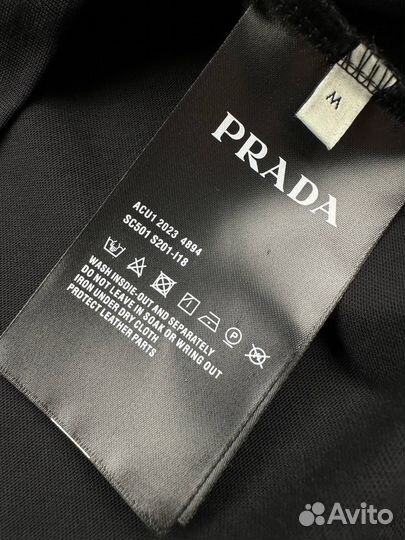 M
PRADA
ACU1 2023 4894
SC501 S201-I18
WASH INSDIE-OUT AND SEPARATELY
DO NOT LEAVE IN SOAK OR WRING OUT
IRON UNDER DRY CLOTH
PROTECT LEATHER PARTS
Avito